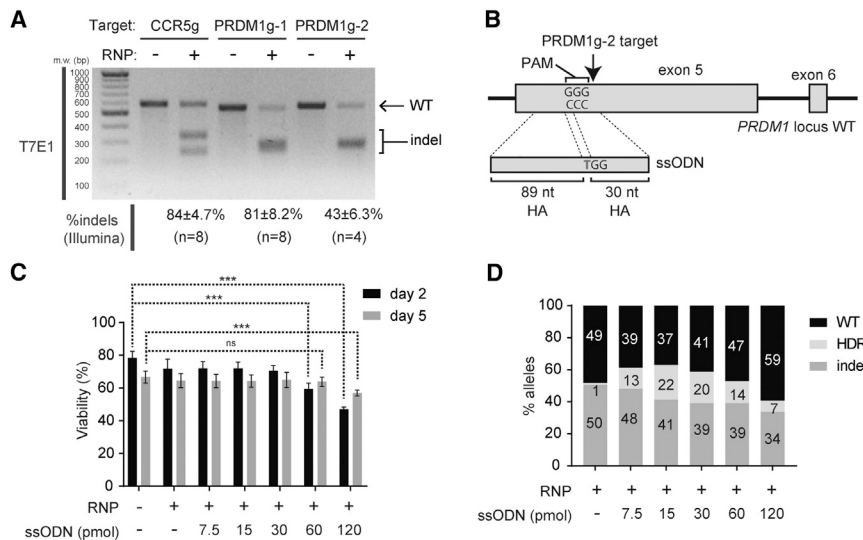 A
Target: CCR5g PRDM1g-1 PRDM1g-2
RNP: - + - + - +
m.w. (bp)
1000
900
800
700
600
500
400
300
200
100
T7E1
WT
indel
%indels
(Illumina)
84±4.7% 81±8.2% 43±6.3%
(n=8) (n=8) (n=4)
B
PRDM1g-2 target
PAM
exon 5
exon 6
GGG
CCC
PRDM1 locus WT
TGG
ssODN
89 nt
HA
30 nt
HA
C
***
***
***
ns
day 2
day 5
Viability (%)
100
80
60
40
20
0
RNP
- + + + + + +
ssODN (pmol)
- - 7.5 15 30 60 120
D
% alleles
100
80
60
40
20
0
49 39 37 41 47 59
1 13 22 20 14 7
50 48 41 39 39 34
WT
HDR
inde
RNP + + + + + +
ssODN (pmol) - 7.5 15 30 60 120